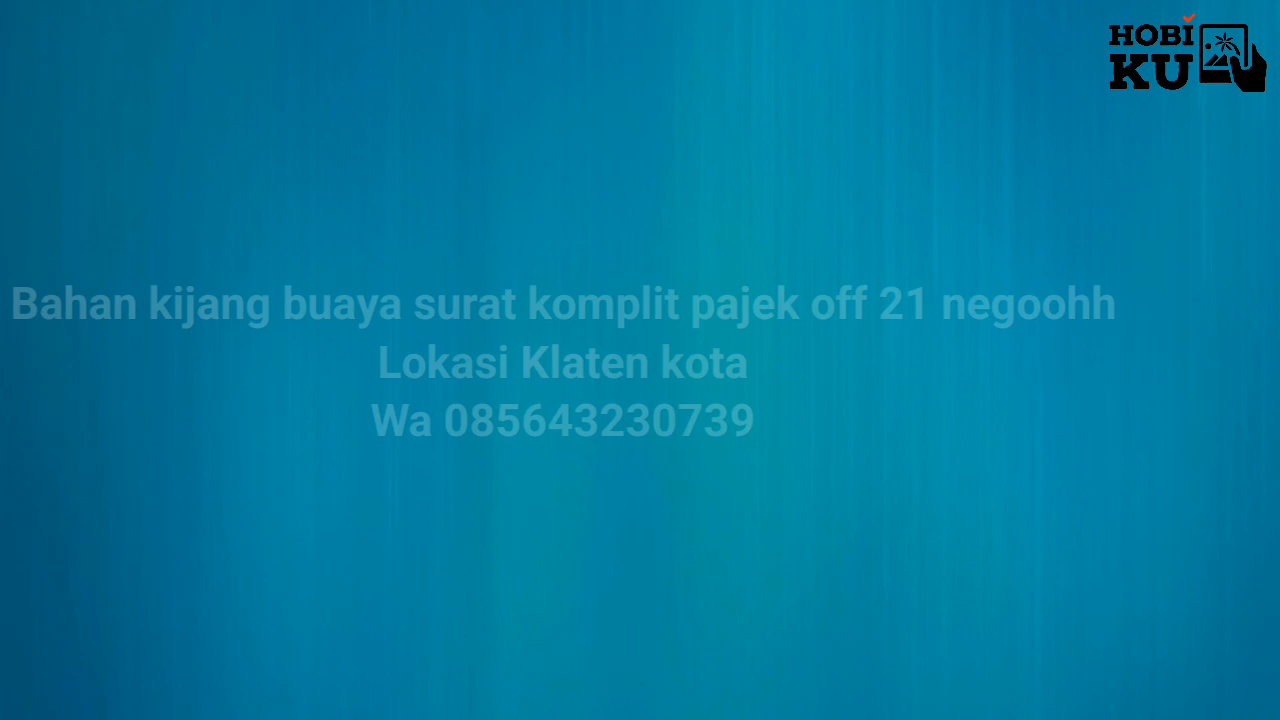 HOBI
KU
Bahan kijang buaya surat komplit pajek off 21 negoohh
Lokasi Klaten kota
Wa 085643230739